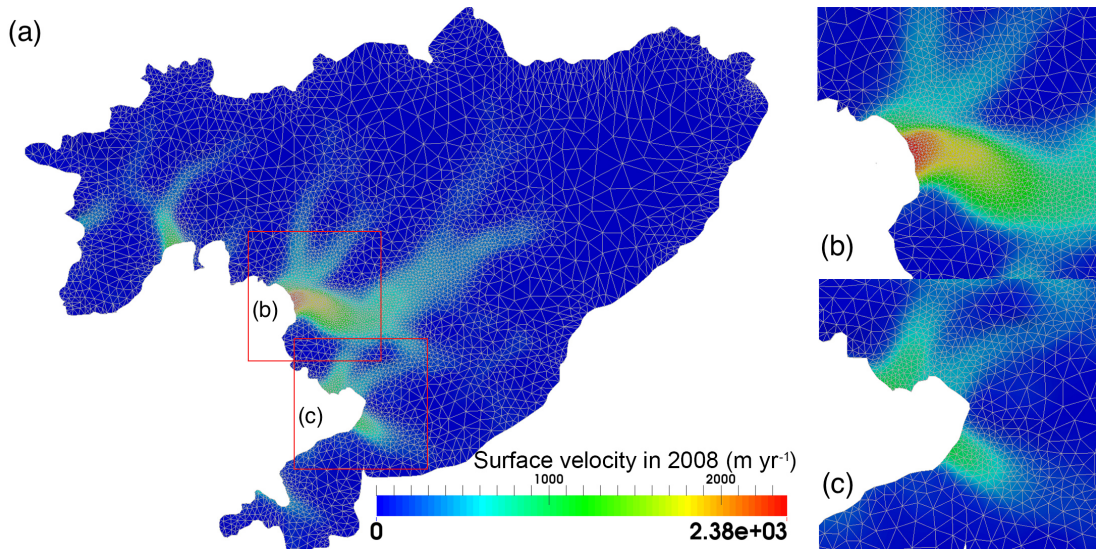 (a)
(b)
(c)
Surface velocity in 2008 (m yr⁻¹)
1000 2000
0 2.38e+03
(b)
(c)